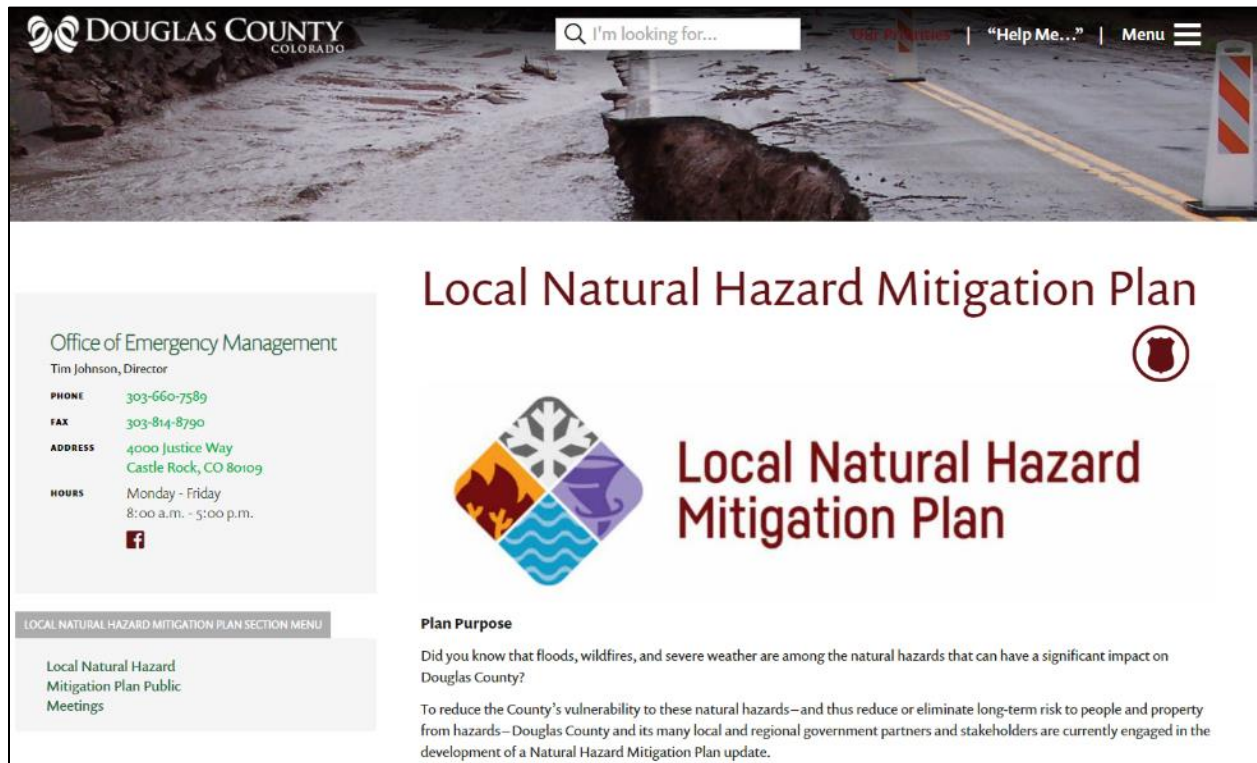 DOUGLAS COUNTY
COLORADO
I'm looking for...
Our Priorities | “Help Me...” | Menu
Local Natural Hazard Mitigation Plan
Office of Emergency Management
Tim Johnson, Director
PHONE 303-660-7589
FAX 303-814-8790
ADDRESS 4000 Justice Way
Castle Rock, CO 80109
HOURS Monday - Friday
8:00 a.m. - 5:00 p.m.
LOCAL NATURAL HAZARD MITIGATION PLAN SECTION MENU
Local Natural Hazard
Mitigation Plan Public
Meetings
Local Natural Hazard
Mitigation Plan
Plan Purpose
Did you know that floods, wildfires, and severe weather are among the natural hazards that can have a significant impact on
Douglas County?
To reduce the County's vulnerability to these natural hazards–and thus reduce or eliminate long-term risk to people and property
from hazards–Douglas County and its many local and regional government partners and stakeholders are currently engaged in the
development of a Natural Hazard Mitigation Plan update.